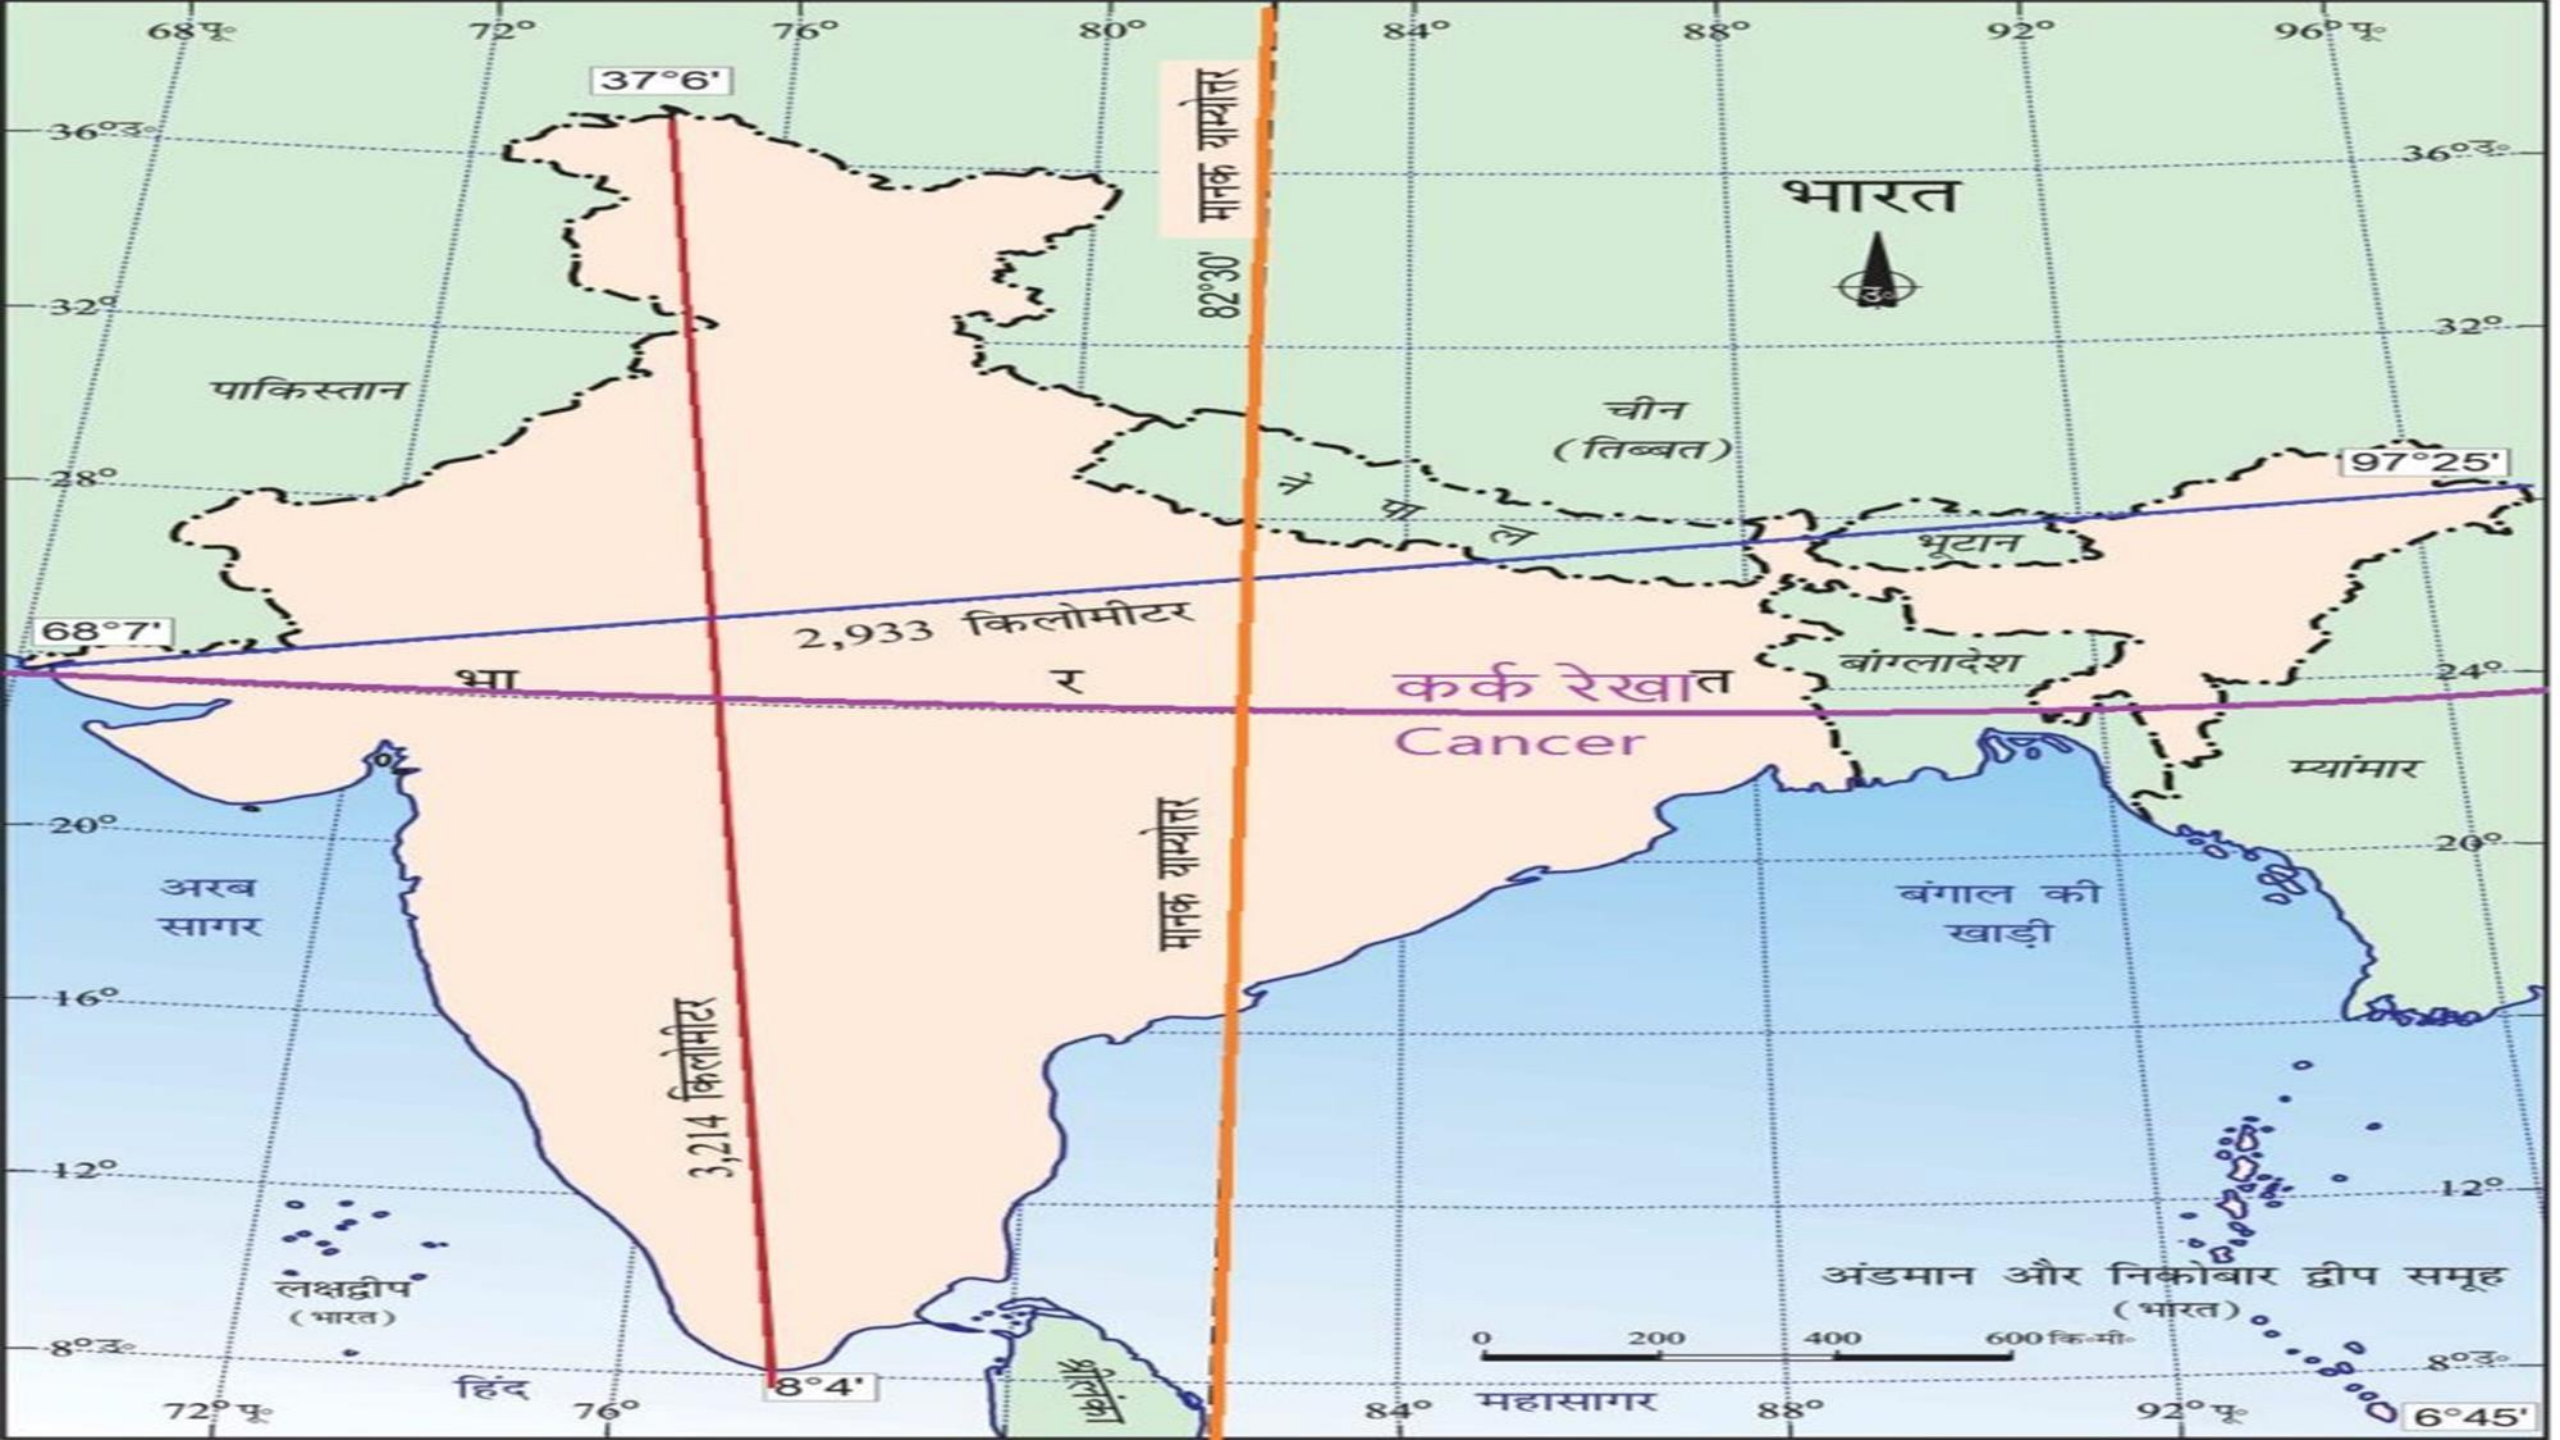 68°पू॰ 72° 76° 80° 84° 88° 92° 96°पू॰
37°6'
मानक याम्योत्तर
82°30'
36°उ॰
36°उ॰
भारत
उ॰
32°
32°
पाकिस्तान
चीन
(तिब्बत)
28°
97°25'
ने पा ल
भूटान
68°7'
2,933 किलोमीटर
बांग्लादेश
24°
भा र त
कर्क रेखा
Cancer
म्यांमार
मानक याम्योत्तर
20°
20°
अरब
सागर
बंगाल की
खाड़ी
16°
3,214 किलोमीटर
12°
12°
लक्षद्वीप
(भारत)
अंडमान और निकोबार द्वीप समूह
(भारत)
0 200 400 600 कि॰मी॰
8°उ॰
8°उ॰
श्रीलंका
8°4'
हिंद
महासागर
72°पू॰ 76° 84° 88° 92°पू॰
6°45'